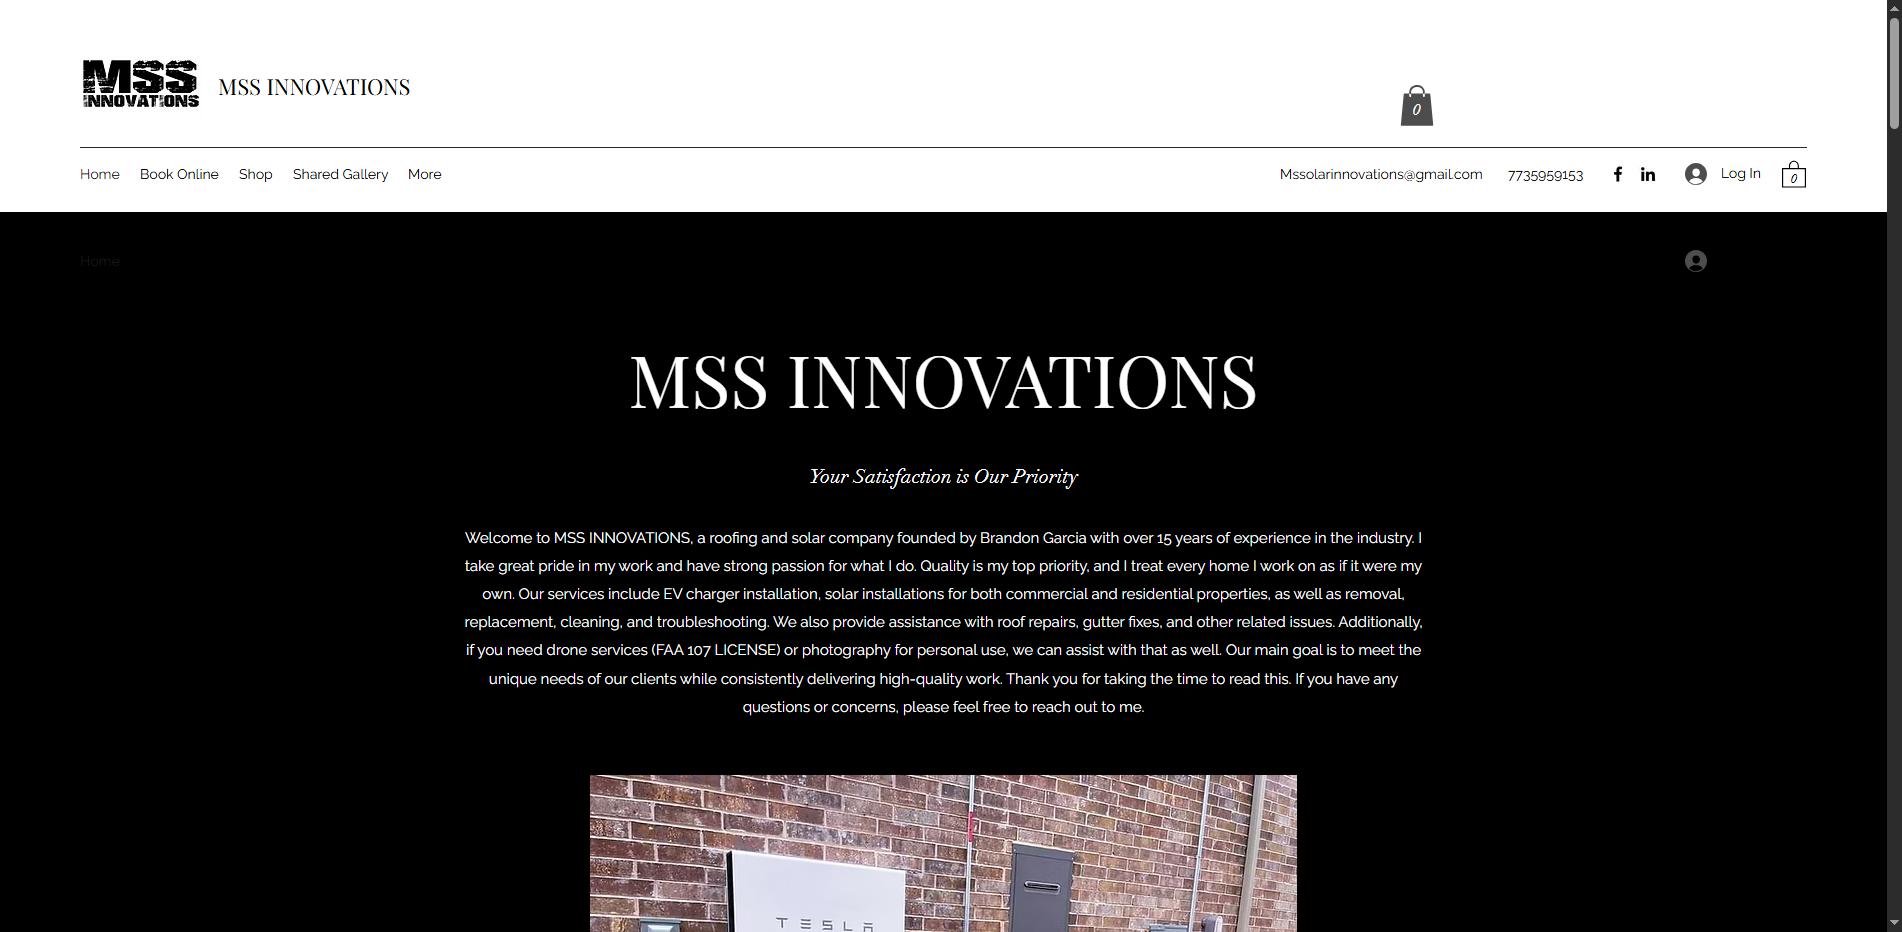 MSS
INNOVATIONS
MSS INNOVATIONS
0
Home Book Online Shop Shared Gallery More
Mssolarinnovations@gmail.com 7735959153 Log In 0
Home
MSS INNOVATIONS
Your Satisfaction is Our Priority
Welcome to MSS INNOVATIONS, a roofing and solar company founded by Brandon Garcia with over 15 years of experience in the industry. I
take great pride in my work and have strong passion for what I do. Quality is my top priority, and I treat every home I work on as if it were my
own. Our services include EV charger installation, solar installations for both commercial and residential properties, as well as removal,
replacement, cleaning, and troubleshooting. We also provide assistance with roof repairs, gutter fixes, and other related issues. Additionally,
if you need drone services (FAA 107 LICENSE) or photography for personal use, we can assist with that as well. Our main goal is to meet the
unique needs of our clients while consistently delivering high-quality work. Thank you for taking the time to read this. If you have any
questions or concerns, please feel free to reach out to me.
TESLA